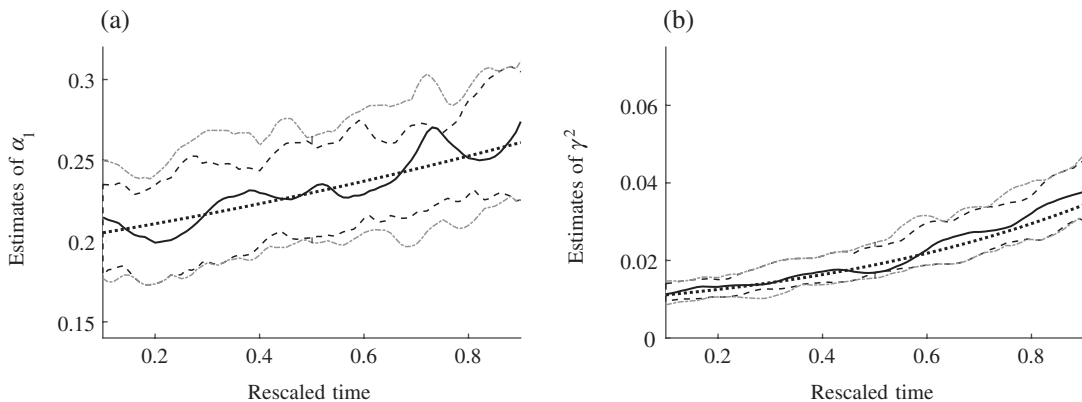 (a)
Estimates of α1
0.3
0.25
0.2
0.15
0.2 0.4 0.6 0.8
Rescaled time
(b)
Estimates of γ²
0.06
0.04
0.02
0
0.2 0.4 0.6 0.8
Rescaled time